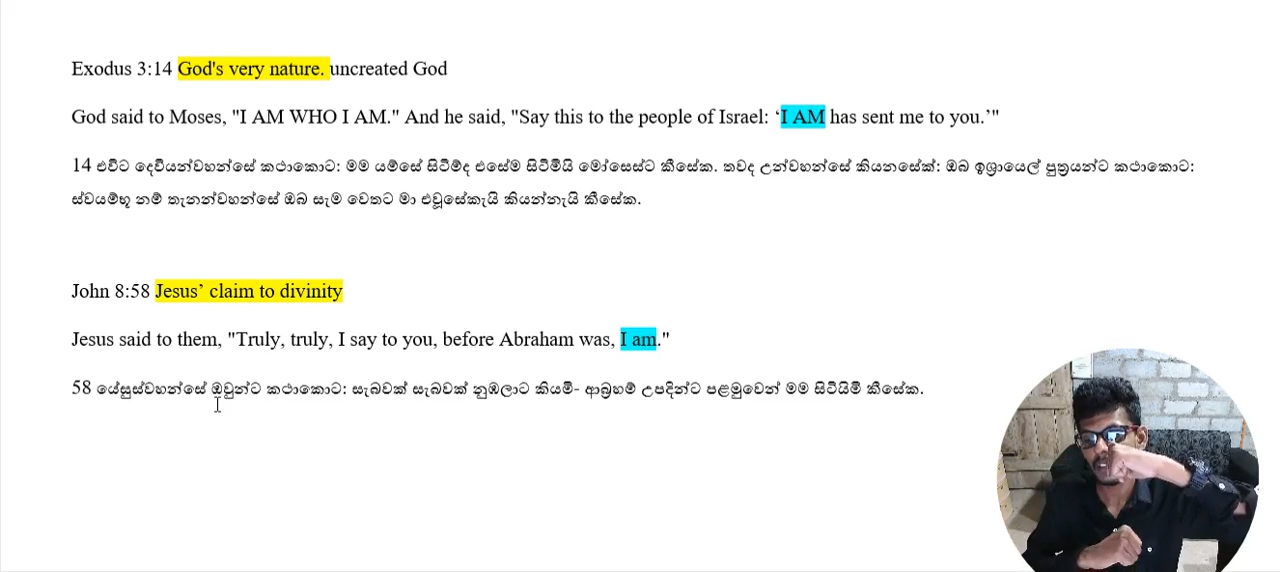 Exodus 3:14 God's very nature. uncreated God
God said to Moses, "I AM WHO I AM." And he said, "Say this to the people of Israel: ‘I AM has sent me to you.’"
14 එවිට දෙවියන්වහන්සේ කථාකොට: මම යම්සේ සිටිම්ද එසේම සිටිමියි මෝසෙස්ට කීසේක. තවද උන්වහන්සේ කියනසේක්: ඔබ ඉශ්‍රායෙල් පුත්‍රයන්ට කථාකොට:
ස්වයම්භූ නම් තැනන්වහන්සේ ඔබ සැම වෙතට මා එවූසේකැයි කියන්නැයි කීසේක.
John 8:58 Jesus’ claim to divinity
Jesus said to them, "Truly, truly, I say to you, before Abraham was, I am."
58 යේසුස්වහන්සේ ඔවුන්ට කථාකොට: සැබවක් සැබවක් නුඹලාට කියමි- ආබ්‍රහම් උපදින්ට පළමුවෙන් මම සිටියිමි කීසේක.